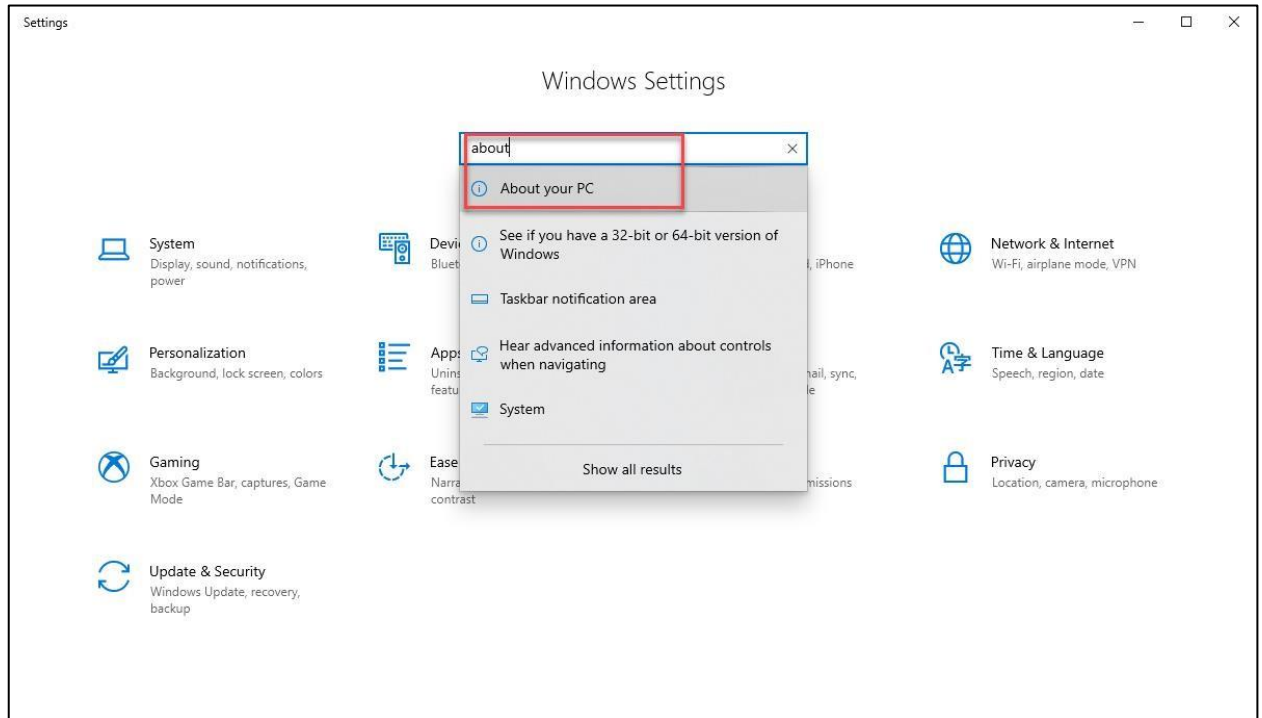 Settings
Windows Settings
about
About your PC
See if you have a 32-bit or 64-bit version of
Windows
Taskbar notification area
Hear advanced information about controls
when navigating
System
Show all results
System
Display, sound, notifications,
power
iPhone
Network & Internet
Wi-Fi, airplane mode, VPN
Personalization
Background, lock screen, colors
Apps
sync,
Time & Language
Speech, region, date
Gaming
Xbox Game Bar, captures, Game
Mode
Ease
contrast
Privacy
Location, camera, microphone
Update & Security
Windows Update, recovery,
backup